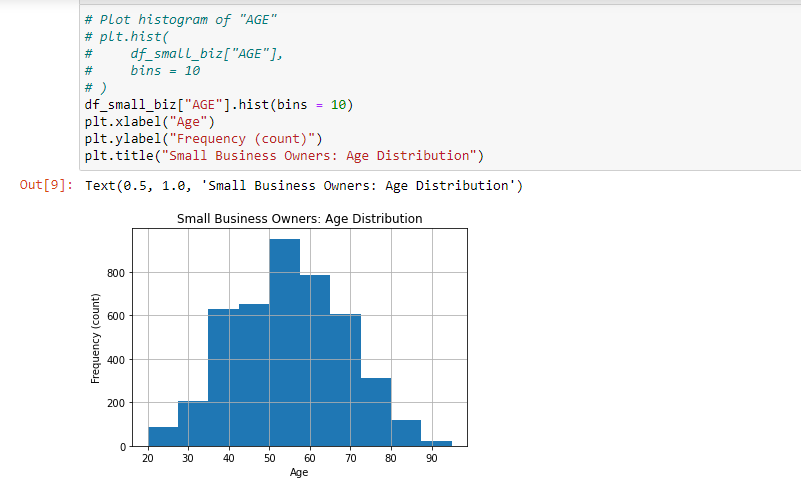 # Plot histogram of "AGE"
# plt.hist(
#     df_small_biz["AGE"],
#     bins = 10
# )
df_small_biz["AGE"].hist(bins = 10)
plt.xlabel("Age")
plt.ylabel("Frequency (count)")
plt.title("Small Business Owners: Age Distribution")
Out[9]: Text(0.5, 1.0, 'Small Business Owners: Age Distribution')
Small Business Owners: Age Distribution
Frequency (count)
800
600
400
200
0
20 30 40 50 60 70 80 90
Age